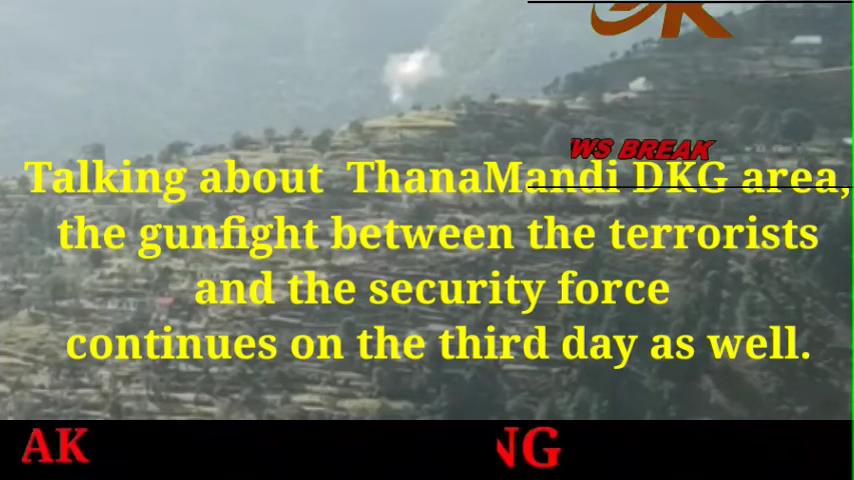 K
WS BREAK
Talking about ThanaMandi DKG area,
the gunfight between the terrorists
and the security force
continues on the third day as well.
AK NG